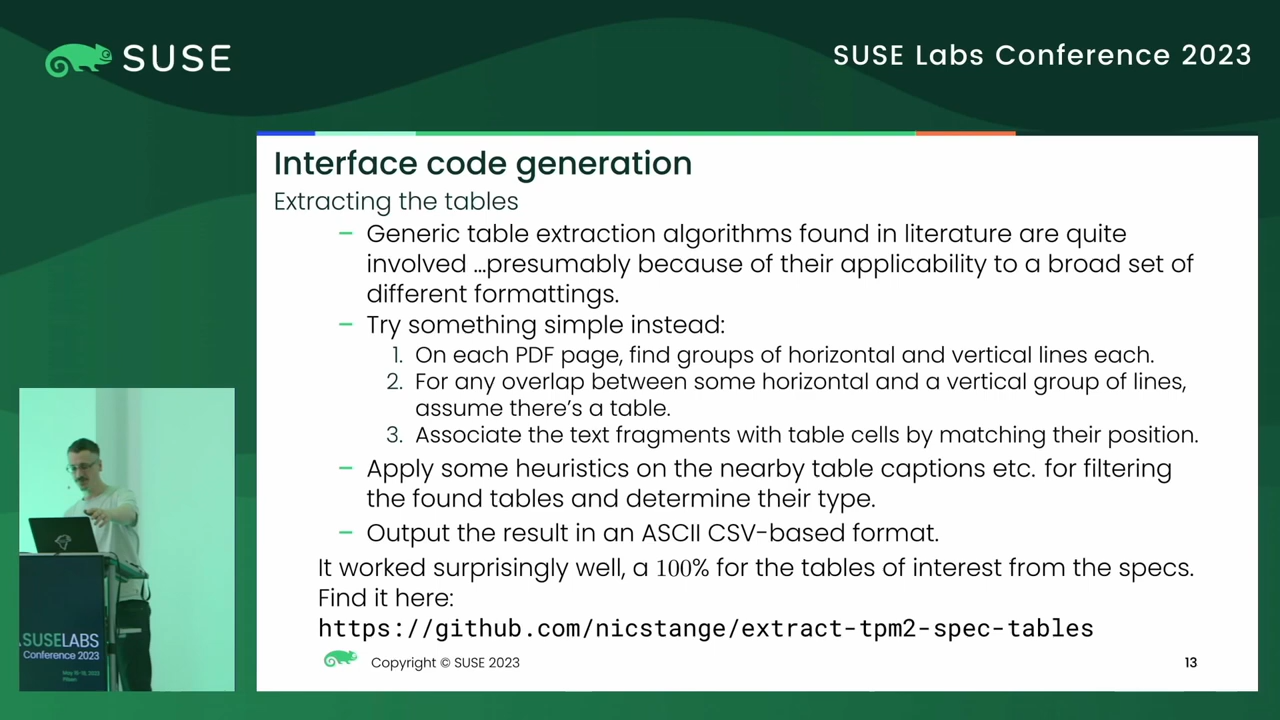 SUSE
SUSE Labs Conference 2023
Interface code generation
Extracting the tables
– Generic table extraction algorithms found in literature are quite
involved ...presumably because of their applicability to a broad set of
different formattings.
– Try something simple instead:
1. On each PDF page, find groups of horizontal and vertical lines each.
2. For any overlap between some horizontal and a vertical group of lines,
assume there's a table.
3. Associate the text fragments with table cells by matching their position.
– Apply some heuristics on the nearby table captions etc. for filtering
the found tables and determine their type.
– Output the result in an ASCII CSV-based format.
It worked surprisingly well, a 100% for the tables of interest from the specs.
Find it here:
https://github.com/nicstange/extract-tpm2-spec-tables
Copyright © SUSE 2023
13
SUSELABS
Conference 2023